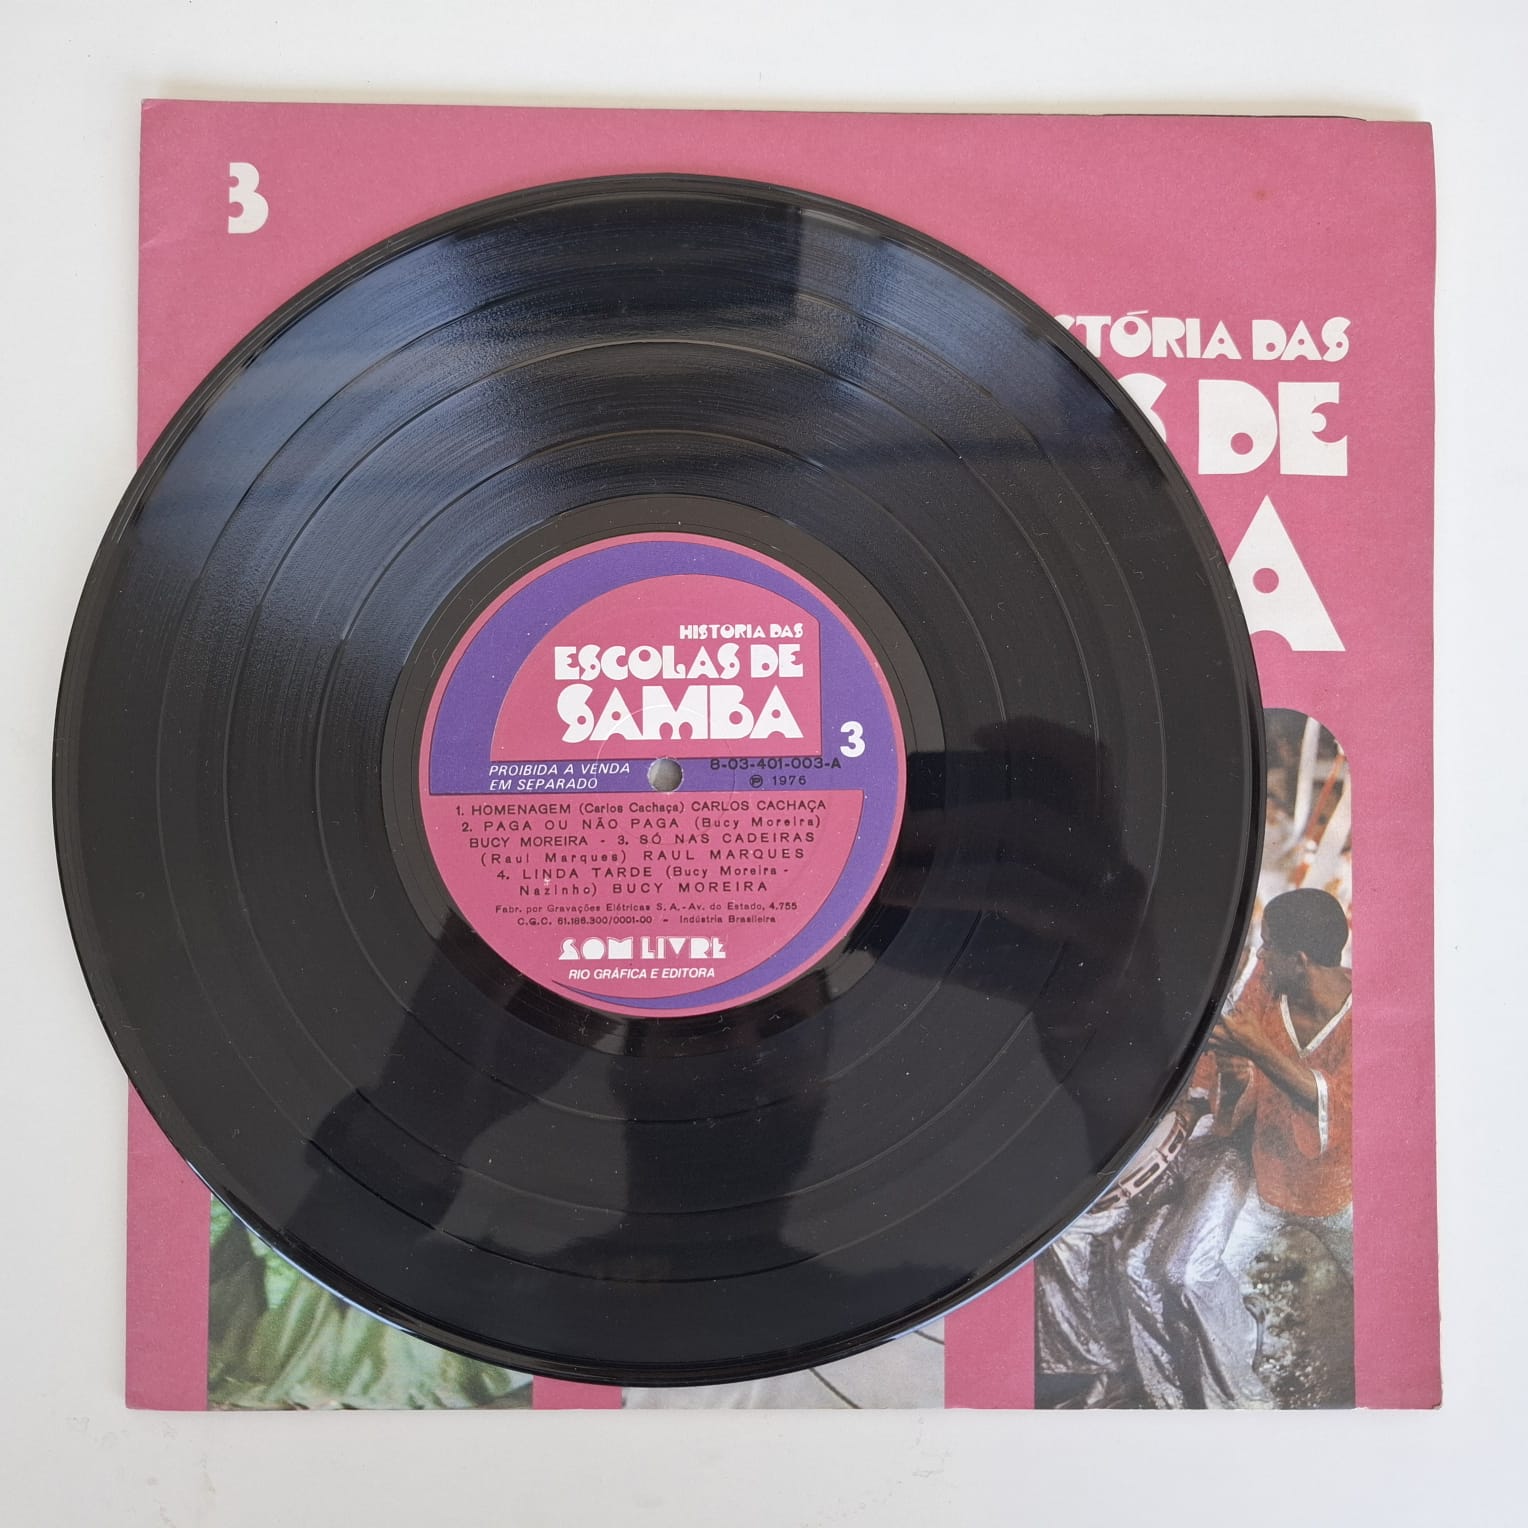 3
STÓRIA DAS
S DE
A
HISTÓRIA DAS
ESCOLAS DE
SAMBA
3
PROIBIDA A VENDA
EM SEPARADO
8-03-401-003-A
℗ 1976
1. HOMENAGEM (Carlos Cachaça) CARLOS CACHAÇA
2. PAGA OU NÃO PAGA (Bucy Moreira)
BUCY MOREIRA - 3. SÓ NAS CADEIRAS
(Raul Marques) RAUL MARQUES
4. LINDA TARDE (Bucy Moreira -
Nazinho) BUCY MOREIRA
Fabr. por Gravações Elétricas S. A. - Av. do Estado, 4.755
C.G.C. 61.186.300/0001-00 - Indústria Brasileira
SOM LIVRE
RIO GRÁFICA E EDITORA